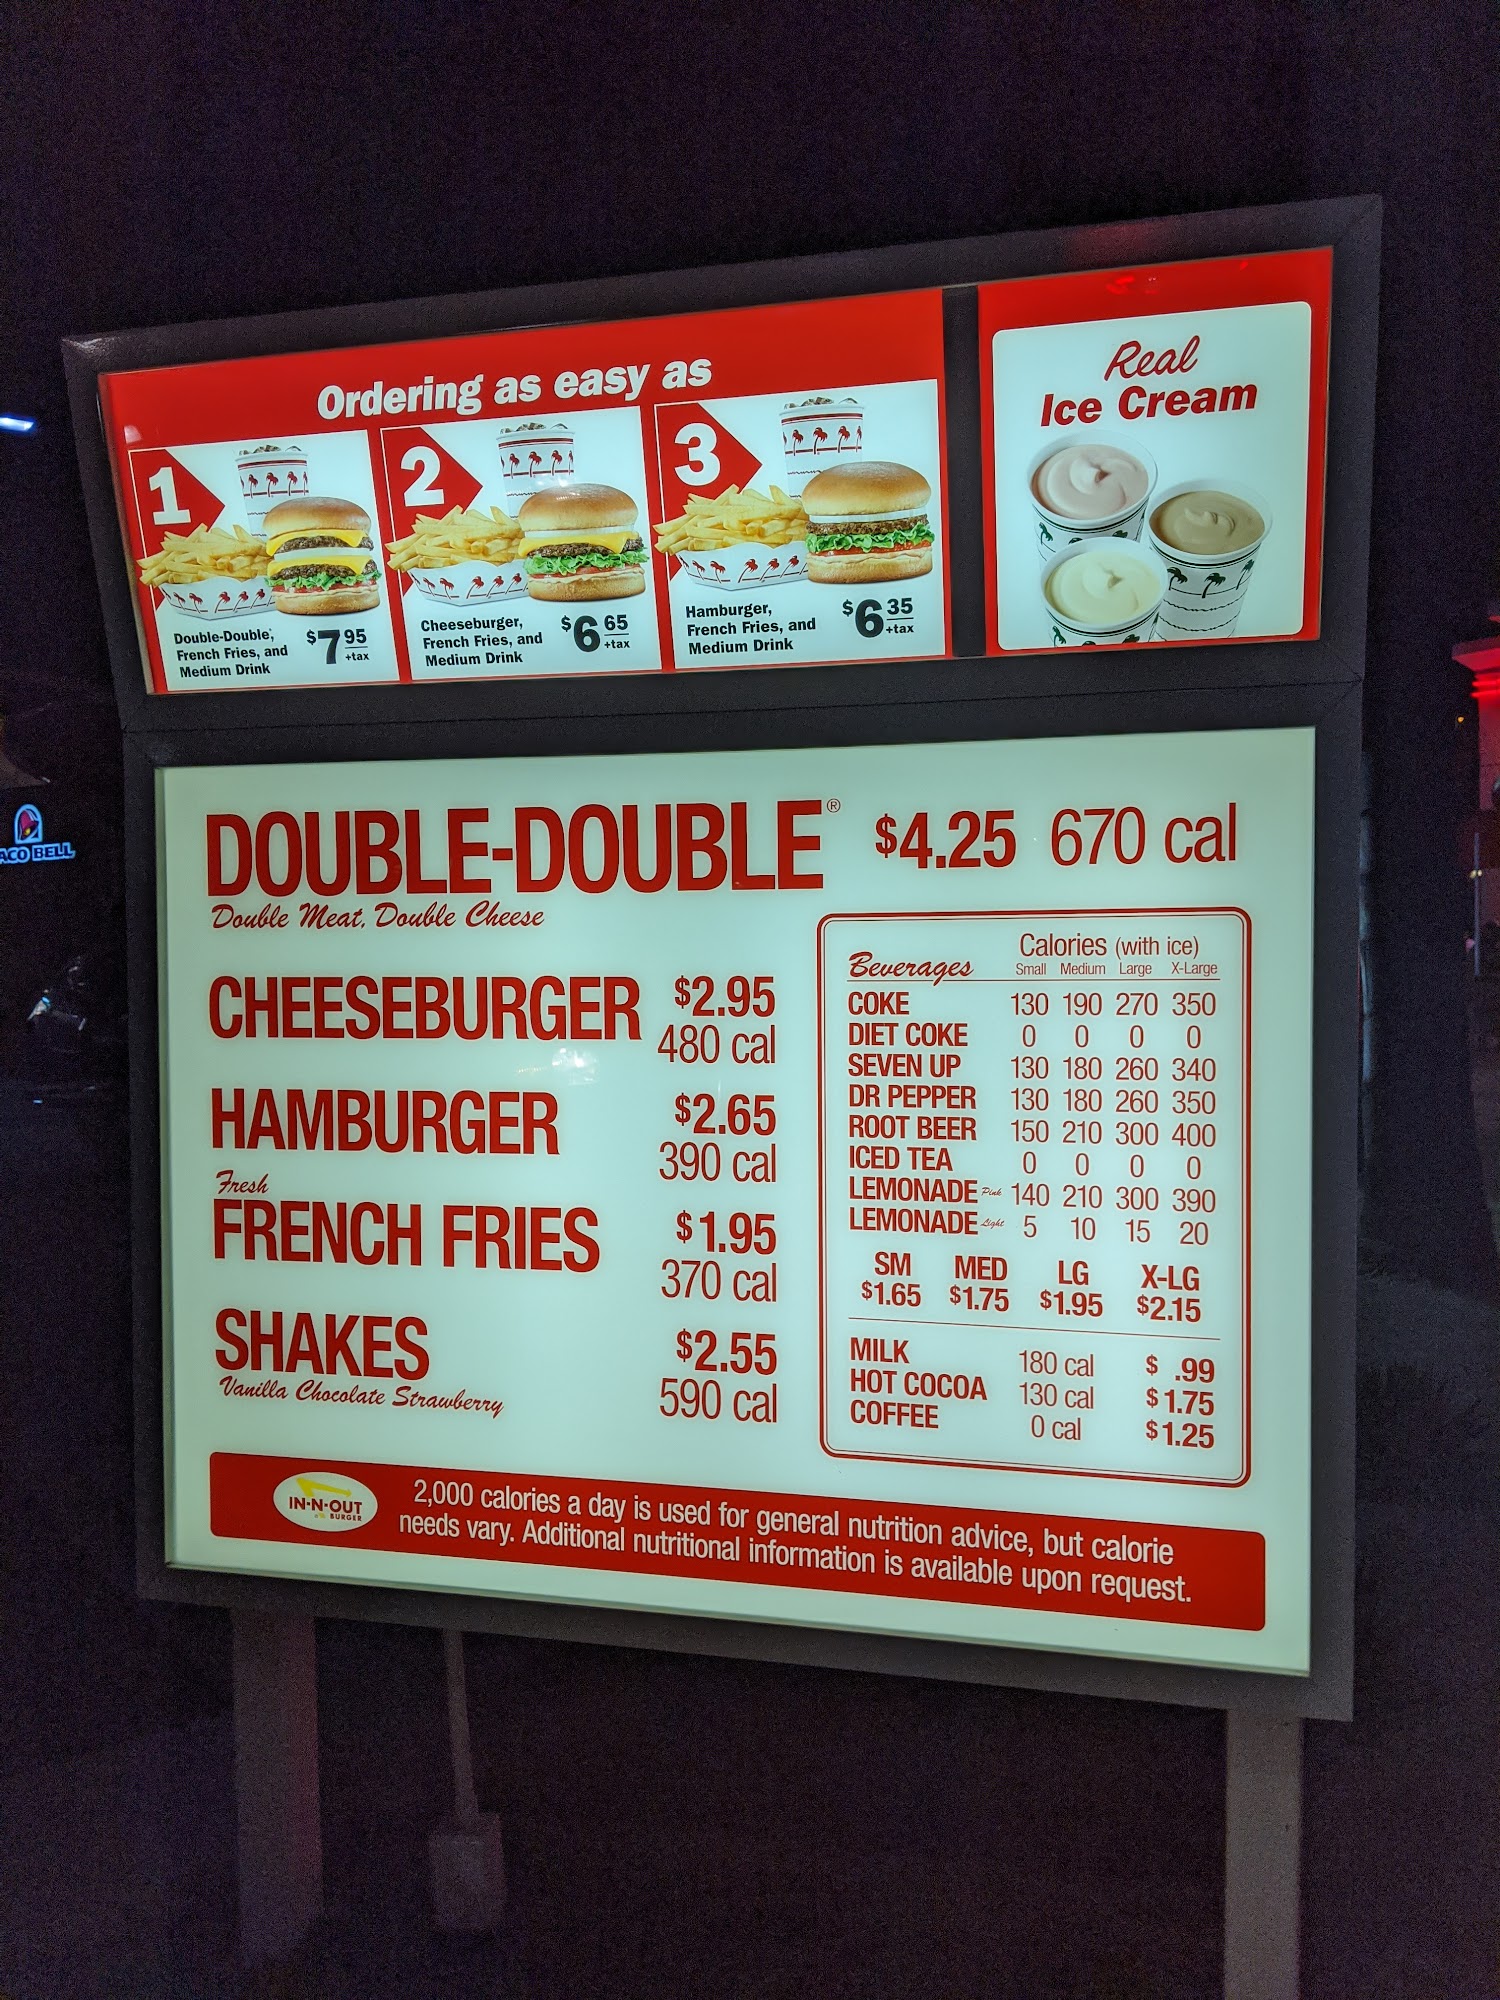 Ordering as easy as
1
Double-Double®,
French Fries, and
Medium Drink
$7 95
+tax
2
Cheeseburger,
French Fries, and
Medium Drink
$6 65
+tax
3
Hamburger,
French Fries, and
Medium Drink
$6 35
+tax
Real
Ice Cream
DOUBLE-DOUBLE® $4.25 670 cal
Double Meat, Double Cheese
CHEESEBURGER $2.95
480 cal
HAMBURGER $2.65
390 cal
Fresh
FRENCH FRIES $1.95
370 cal
SHAKES $2.55
Vanilla Chocolate Strawberry 590 cal
Calories (with ice)
Beverages Small Medium Large X-Large
COKE 130 190 270 350
DIET COKE 0 0 0 0
SEVEN UP 130 180 260 340
DR PEPPER 130 180 260 350
ROOT BEER 150 210 300 400
ICED TEA 0 0 0 0
LEMONADE Pink 140 210 300 390
LEMONADE Light 5 10 15 20
SM MED LG X-LG
$1.65 $1.75 $1.95 $2.15
MILK 180 cal $ .99
HOT COCOA 130 cal $1.75
COFFEE 0 cal $1.25
IN-N-OUT
BURGER
2,000 calories a day is used for general nutrition advice, but calorie
needs vary. Additional nutritional information is available upon request.
ACO BELL